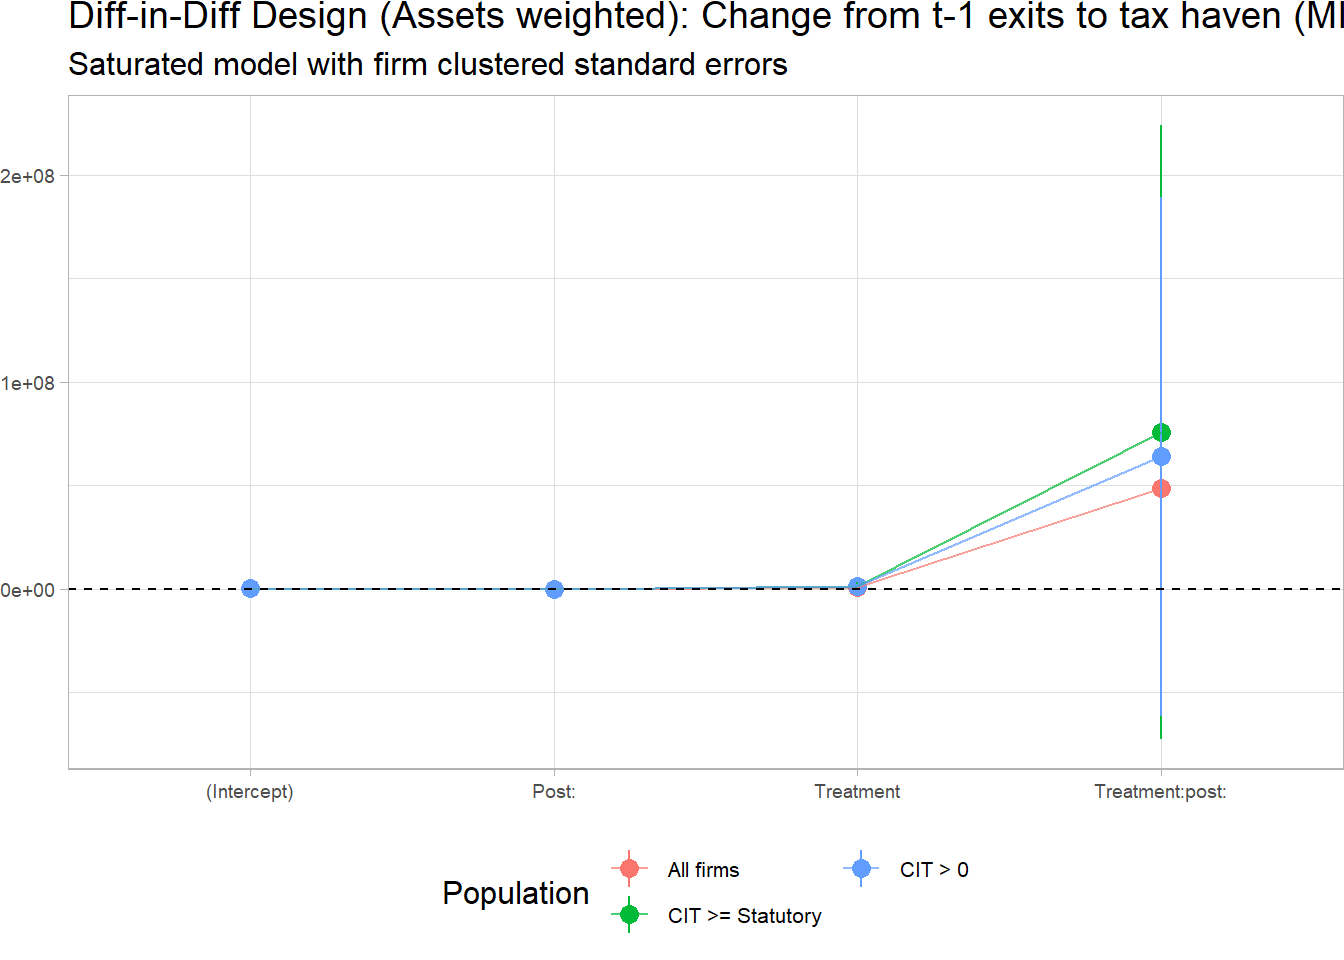 Diff-in-Diff Design (Assets weighted): Change from t-1 exits to tax haven (
Saturated model with firm clustered standard errors
2e+08
1e+08
0e+00
(Intercept)
Post:
Treatment
Treatment:post:
Population
All firms
CIT > 0
CIT >= Statutory